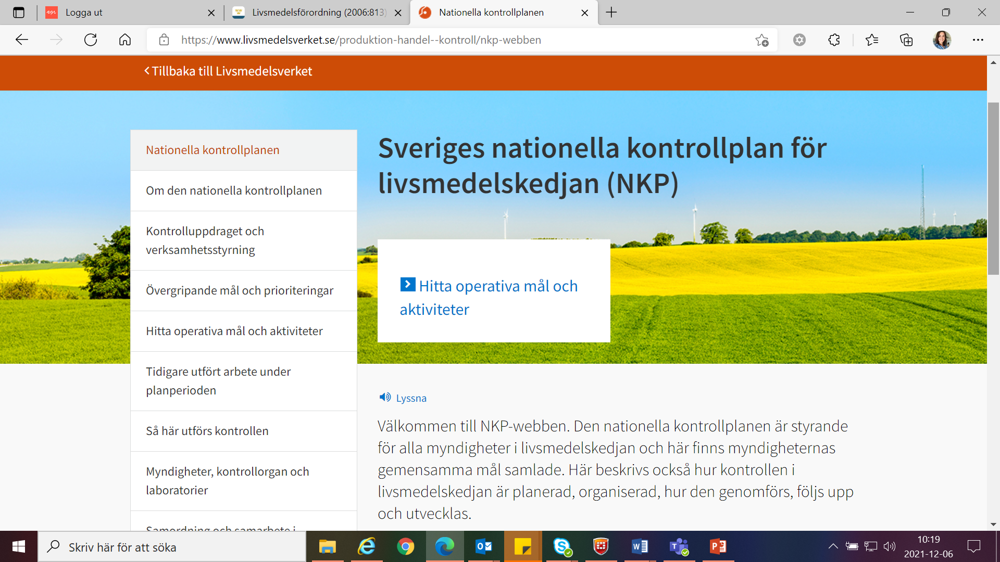 Logga ut
Livsmedelsförordning (2006:813)
Nationella kontrollplanen
https://www.livsmedelsverket.se/produktion-handel--kontroll/nkp-webben
Tillbaka till Livsmedelsverket
Nationella kontrollplanen
Om den nationella kontrollplanen
Kontrolluppdraget och
verksamhetsstyrning
Övergripande mål och prioriteringar
Hitta operativa mål och aktiviteter
Tidigare utfört arbete under
planperioden
Så här utförs kontrollen
Myndigheter, kontrollorgan och
laboratorier
Samordning och samarbete i
Sveriges nationella kontrollplan för
livsmedelskedjan (NKP)
Hitta operativa mål och
aktiviteter
Lyssna
Välkommen till NKP-webben. Den nationella kontrollplanen är styrande
för alla myndigheter i livsmedelskedjan och här finns myndigheternas
gemensamma mål samlade. Här beskrivs också hur kontrollen i
livsmedelskedjan är planerad, organiserad, hur den genomförs, följs upp
och utvecklas.
Skriv här för att söka
10:19
2021-12-06